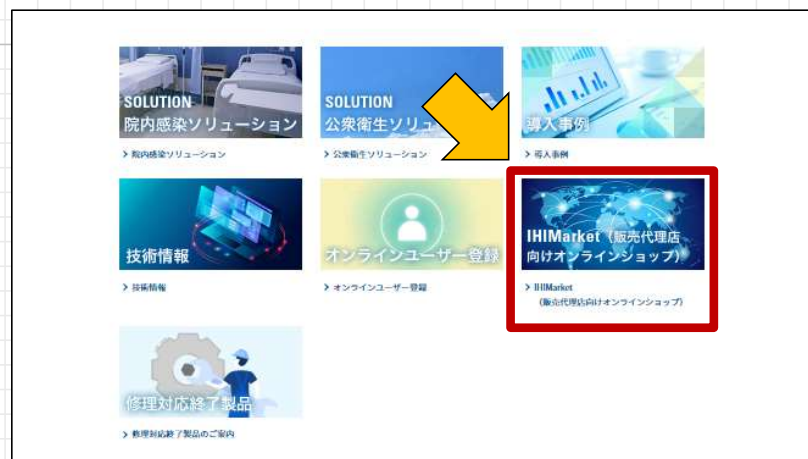 SOLUTION
院内感染ソリューション
> 院内感染ソリューション
SOLUTION
公衆衛生ソリュ
> 公衆衛生ソリューション
導入事例
> 導入事例
技術情報
> 技術情報
オンラインユーザー登録
> オンラインユーザー登録
IHIMarket（販売代理店
向けオンラインショップ）
> IHIMarket
（販売代理店向けオンラインショップ）
修理対応終了製品
> 修理対応終了製品のご案内